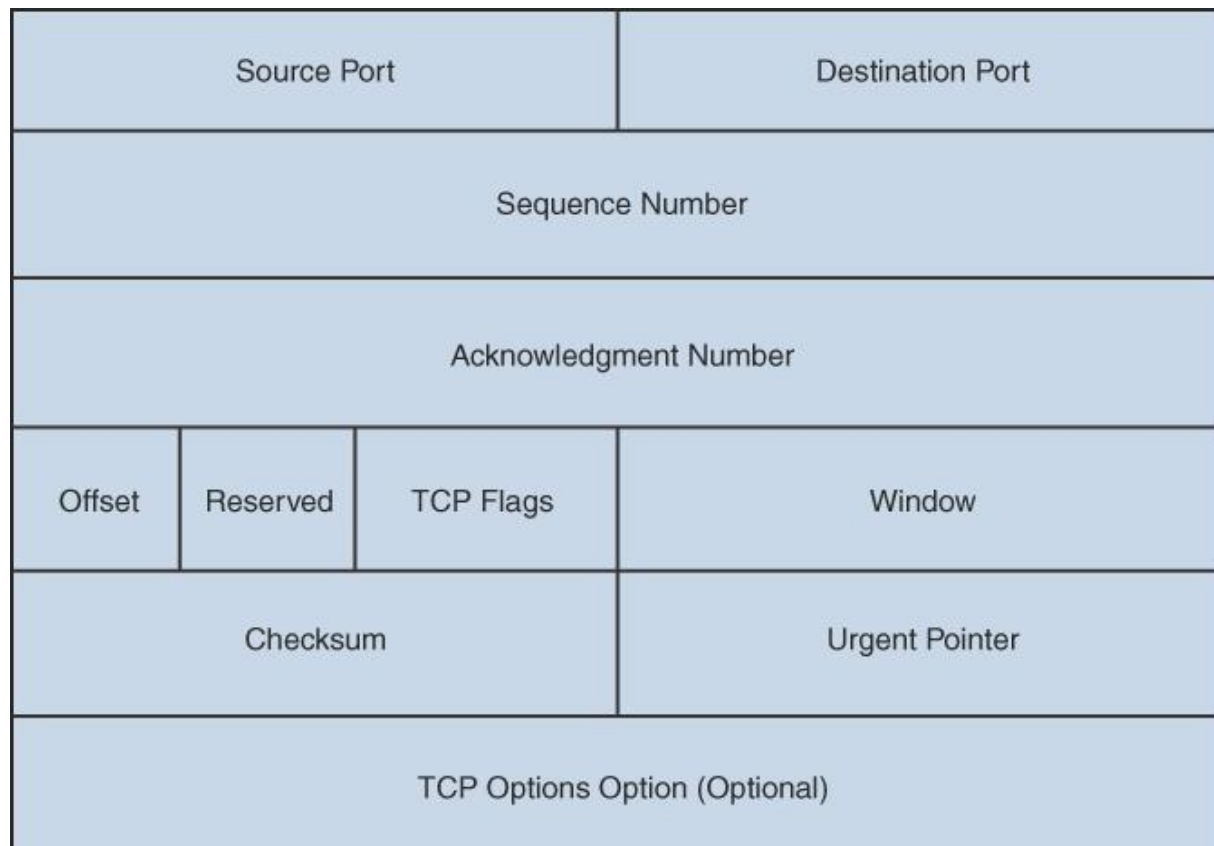 Source Port
Destination Port
Sequence Number
Acknowledgment Number
Offset
Reserved
TCP Flags
Window
Checksum
Urgent Pointer
TCP Options Option (Optional)